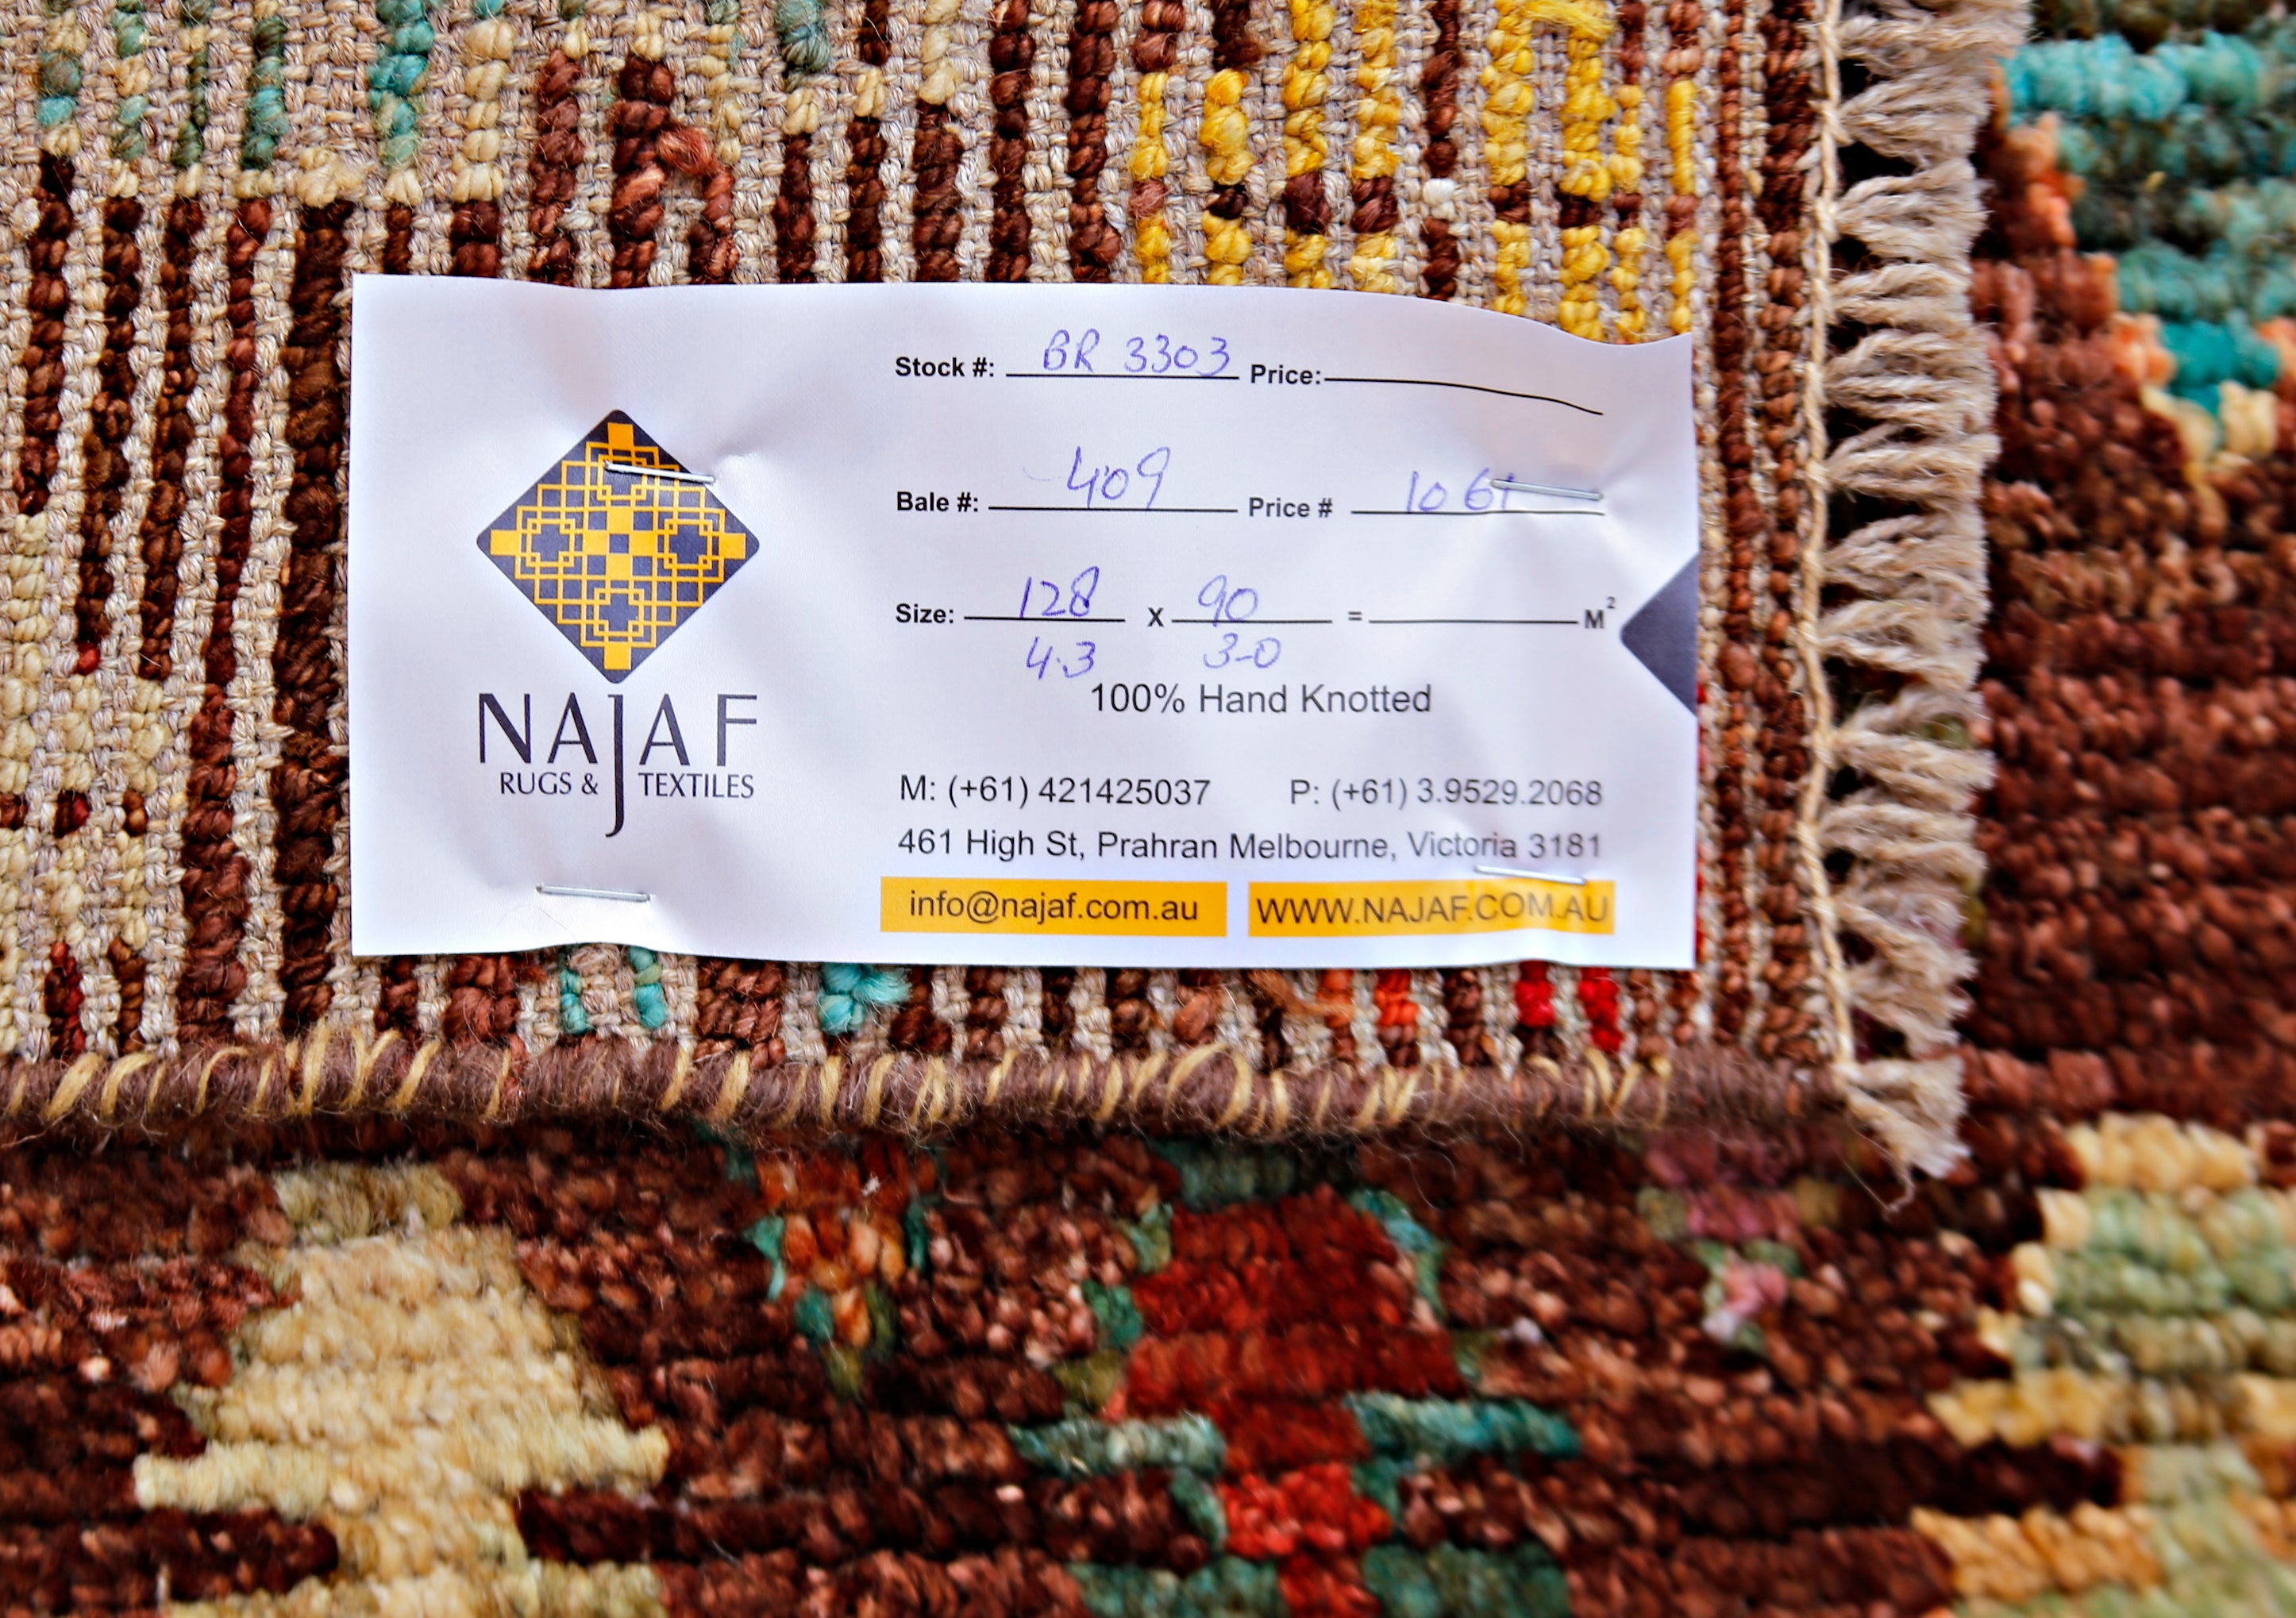 NAJAF
RUGS & TEXTILES
Stock #: BR 3303 Price:
Bale #: 409 Price # 1061
Size: 128 x 90 = M²
4.3 3-0
100% Hand Knotted
M: (+61) 421425037 P: (+61) 3.9529.2068
461 High St, Prahran Melbourne, Victoria 3181
info@najaf.com.au WWW.NAJAF.COM.AU